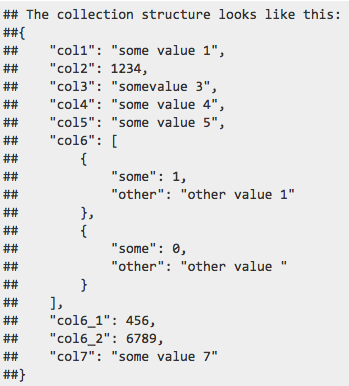 ## The collection structure looks like this:
##{
##    "col1": "some value 1",
##    "col2": 1234,
##    "col3": "somevalue 3",
##    "col4": "some value 4",
##    "col5": "some value 5",
##    "col6": [
##        {
##            "some": 1,
##            "other": "other value 1"
##        },
##        {
##            "some": 0,
##            "other": "other value "
##        }
##    ],
##    "col6_1": 456,
##    "col6_2": 6789,
##    "col7": "some value 7"
##}